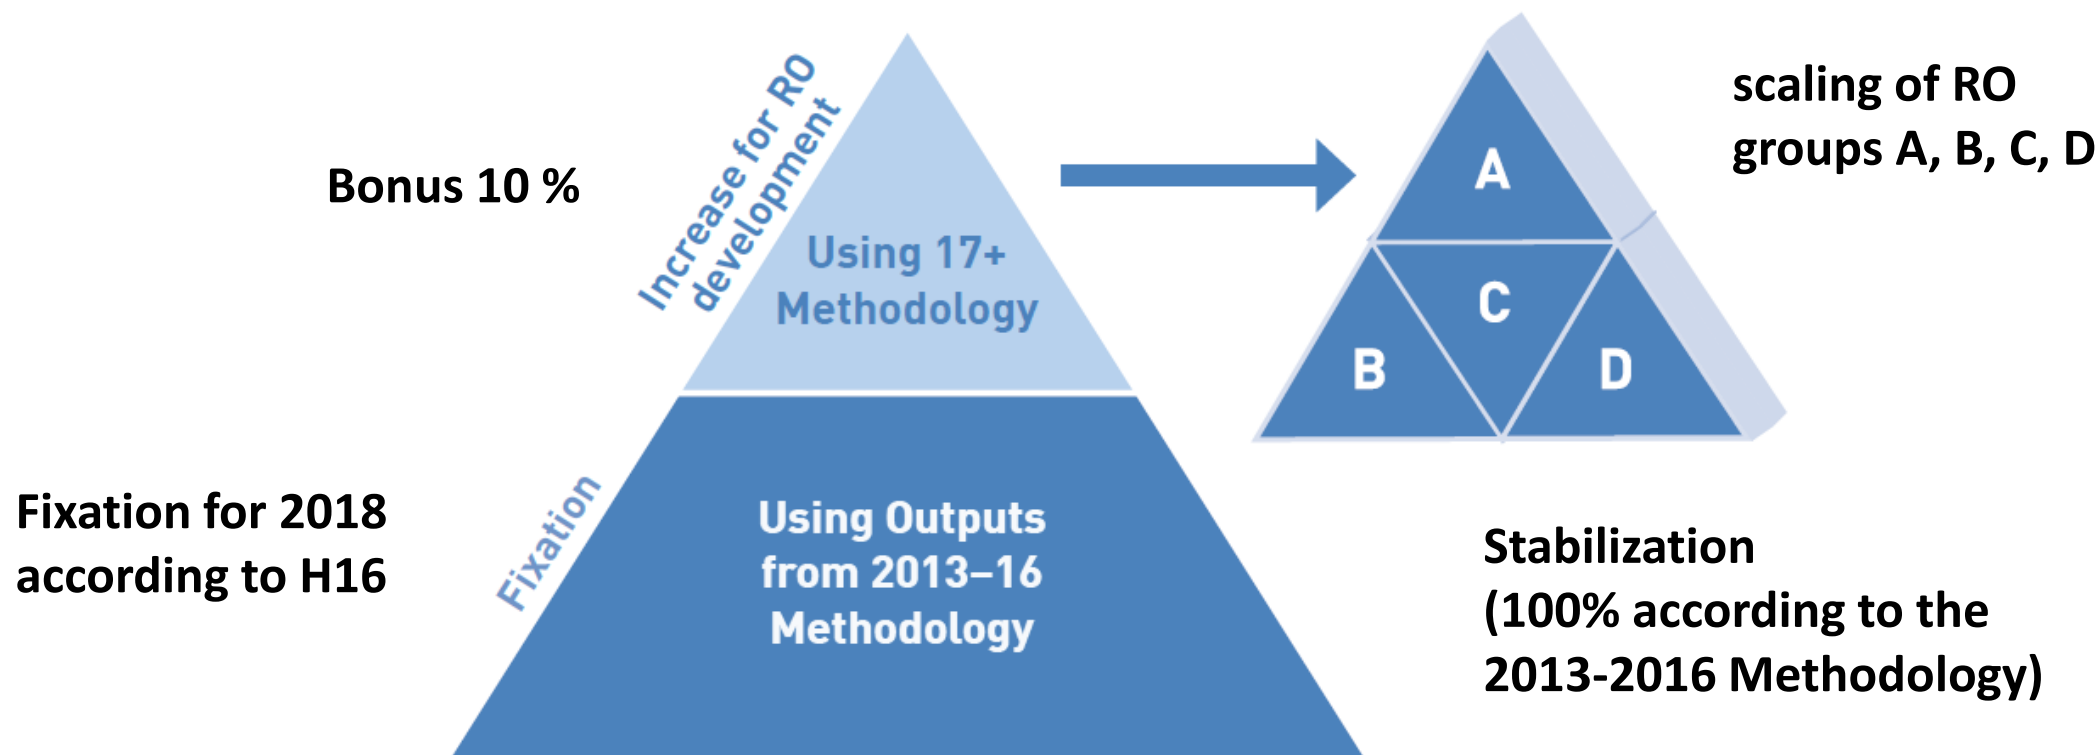 Bonus 10 %
Increase for RO
development
Using 17+
Methodology
A
B
C
D
scaling of RO
groups A, B, C, D
Fixation for 2018
according to H16
Fixation
Using Outputs
from 2013–16
Methodology
Stabilization
(100% according to the
2013-2016 Methodology)